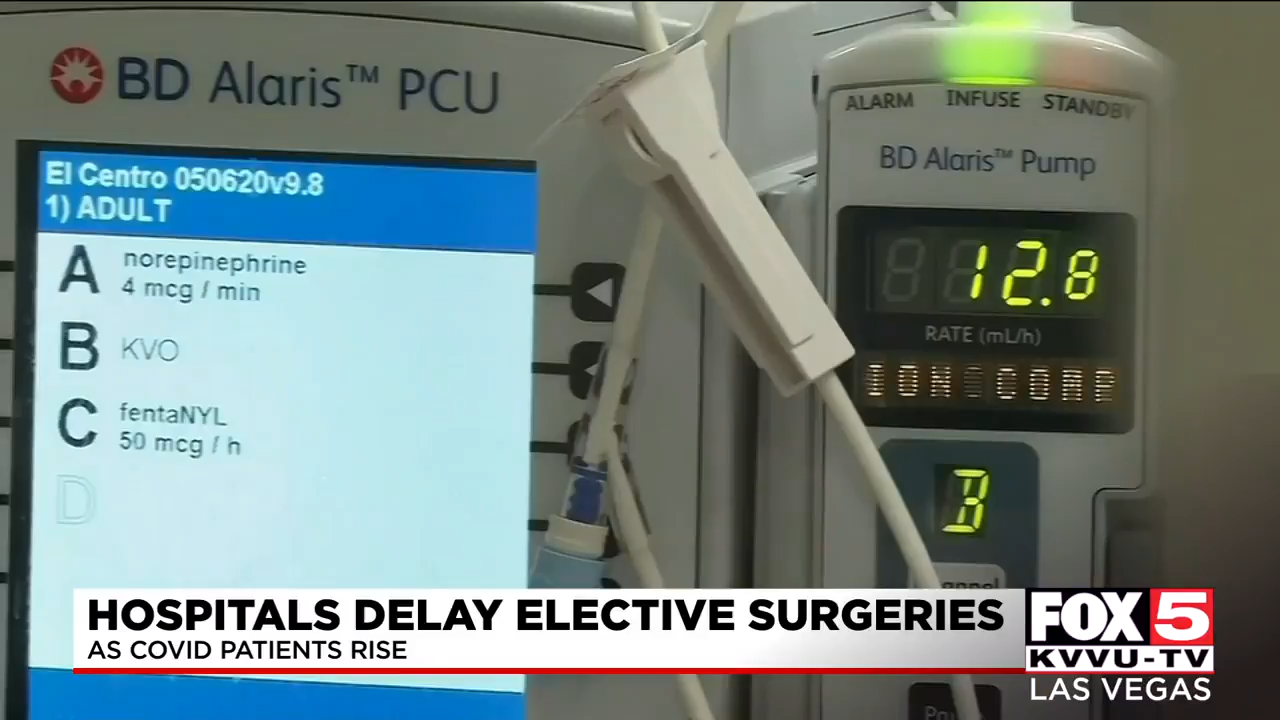 BD Alaris™ PCU
El Centro 050620v9.8
1) ADULT
A norepinephrine
4 mcg / min
B KVO
C fentaNYL
50 mcg / h
D
ALARM INFUSE STANDBY
BD Alaris™ Pump
12.8
RATE (mL/h)
B
HOSPITALS DELAY ELECTIVE SURGERIES
AS COVID PATIENTS RISE
FOX 5
KVVU-TV
LAS VEGAS